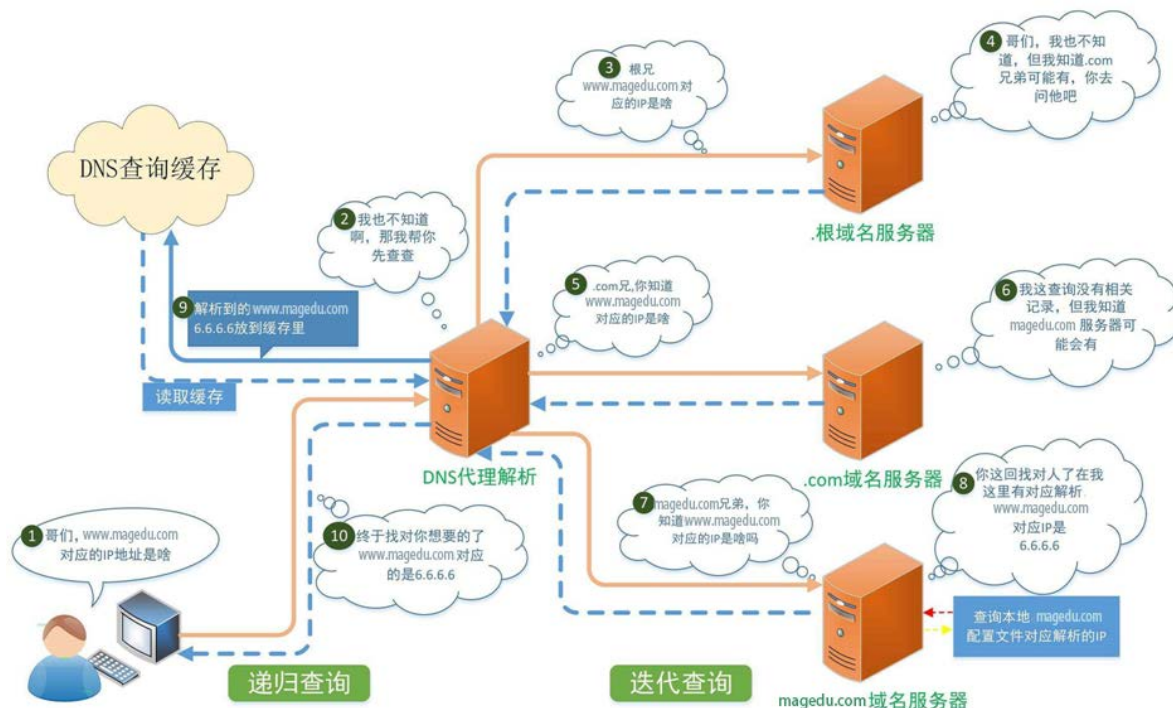 3 根兄
www.magedu.com 对
应的IP是啥
4 哥们，我也不知
道，但我知道.com
兄弟可能有，你去
问他吧
DNS查询缓存
2 我也不知道
啊，那我帮你
先查查
.根域名服务器
5 .com兄,你知道
www.magedu.com
对应的IP是啥
6 我这查询没有相关
记录，但我知道
magedu.com 服务器可
能会有
9 解析到的www.magedu.com
6.6.6.6放到缓存里
读取缓存
DNS代理解析
.com域名服务器
1 哥们，www.magedu.com
对应的IP地址是啥
10 终于找对你想要的了
www.magedu.com 对应
的是6.6.6.6
7 magedu.com兄弟，你
知道www.magedu.com
对应的IP是啥吗
8 你这回找对人了在我
这里有对应解析
www.magedu.com
对应IP是
6.6.6.6
查询本地 magedu.com
配置文件对应解析的IP
递归查询
迭代查询
magedu.com 域名服务器